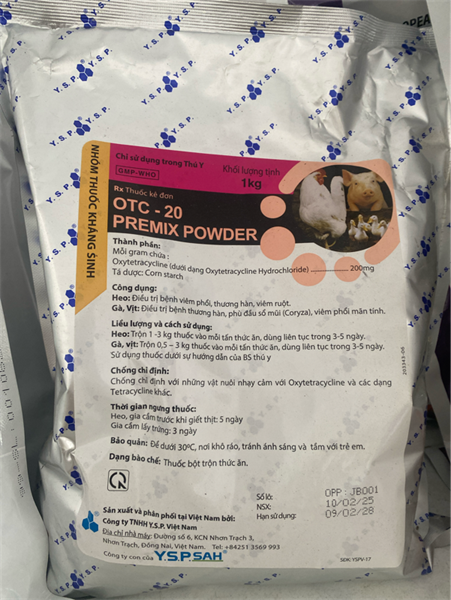 Y.S.P.
NHÓM THUỐC KHÁNG SINH
Chỉ sử dụng trong Thú Y
GMP-WHO
Khối lượng tịnh
1kg
Rx Thuốc kê đơn
OTC - 20
PREMIX POWDER
Thành phần:
Mỗi gram chứa :
Oxytetracycline (dưới dạng Oxytetracycline Hydrochloride) 200mg
Tá dược: Corn starch
Công dụng:
Heo: Điều trị bệnh viêm phổi, thương hàn, viêm ruột.
Gà, Vịt: Điều trị bệnh thương hàn, phù đầu sổ mũi (Coryza), viêm phổi mãn tính.
Liều lượng và cách sử dụng:
Heo: Trộn 1 -3 kg thuốc vào mỗi tấn thức ăn, dùng liên tục trong 3-5 ngày.
Gà, vịt: Trộn 0,5 – 3 kg thuốc vào mỗi tấn thức ăn, dùng liên tục trong 3-5 ngày.
Sử dụng thuốc dưới sự hướng dẫn của BS thú y
Chống chỉ định:
Chống chỉ định với những vật nuôi nhạy cảm với Oxytetracycline và các dạng
Tetracycline khác.
Thời gian ngưng thuốc:
Heo, gia cầm trước khi giết thịt: 5 ngày
Gia cầm lấy trứng: 3 ngày
Bảo quản: Để dưới 30°C, nơi khô ráo, tránh ánh sáng và tầm với trẻ em.
Dạng bào chế: Thuốc bột trộn thức ăn.
Số lô: OPP : JB001
NSX: 10/02/25
Hạn sử dụng: 09/02/28
Sản xuất và phân phối tại Việt Nam bởi:
Công ty TNHH Y.S.P. Việt Nam
Địa chỉ nhà máy: Đường số 6, KCN Nhơn Trạch 3,
Nhơn Trạch, Đồng Nai, Việt Nam. Tel: +84251 3569 993
Công ty con của Y.S.P.SAH
SĐK: YSPV-17